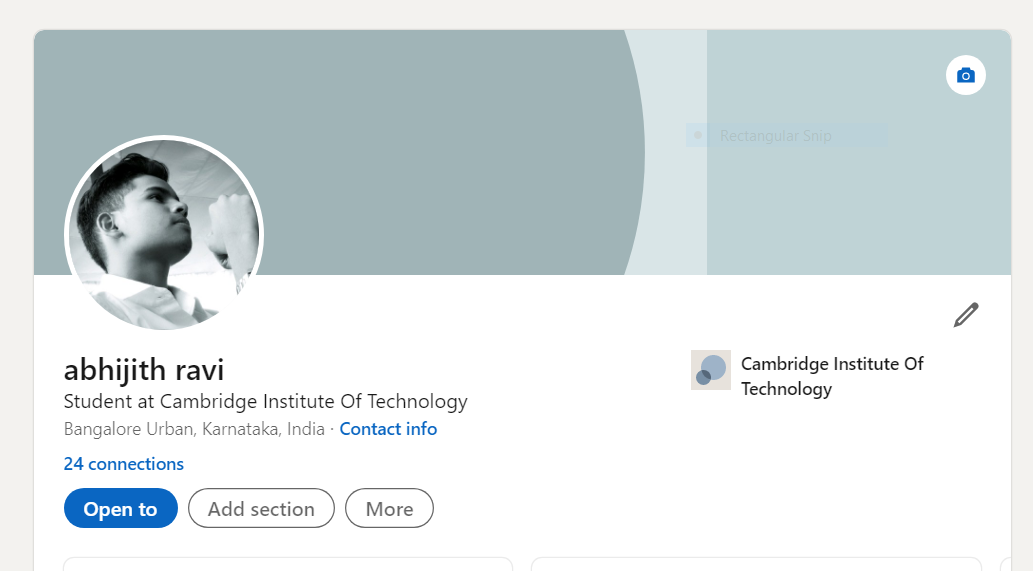 Rectangular Snip
abhijith ravi
Student at Cambridge Institute Of Technology
Bangalore Urban, Karnataka, India · Contact info
24 connections
Open to
Add section
More
Cambridge Institute Of
Technology